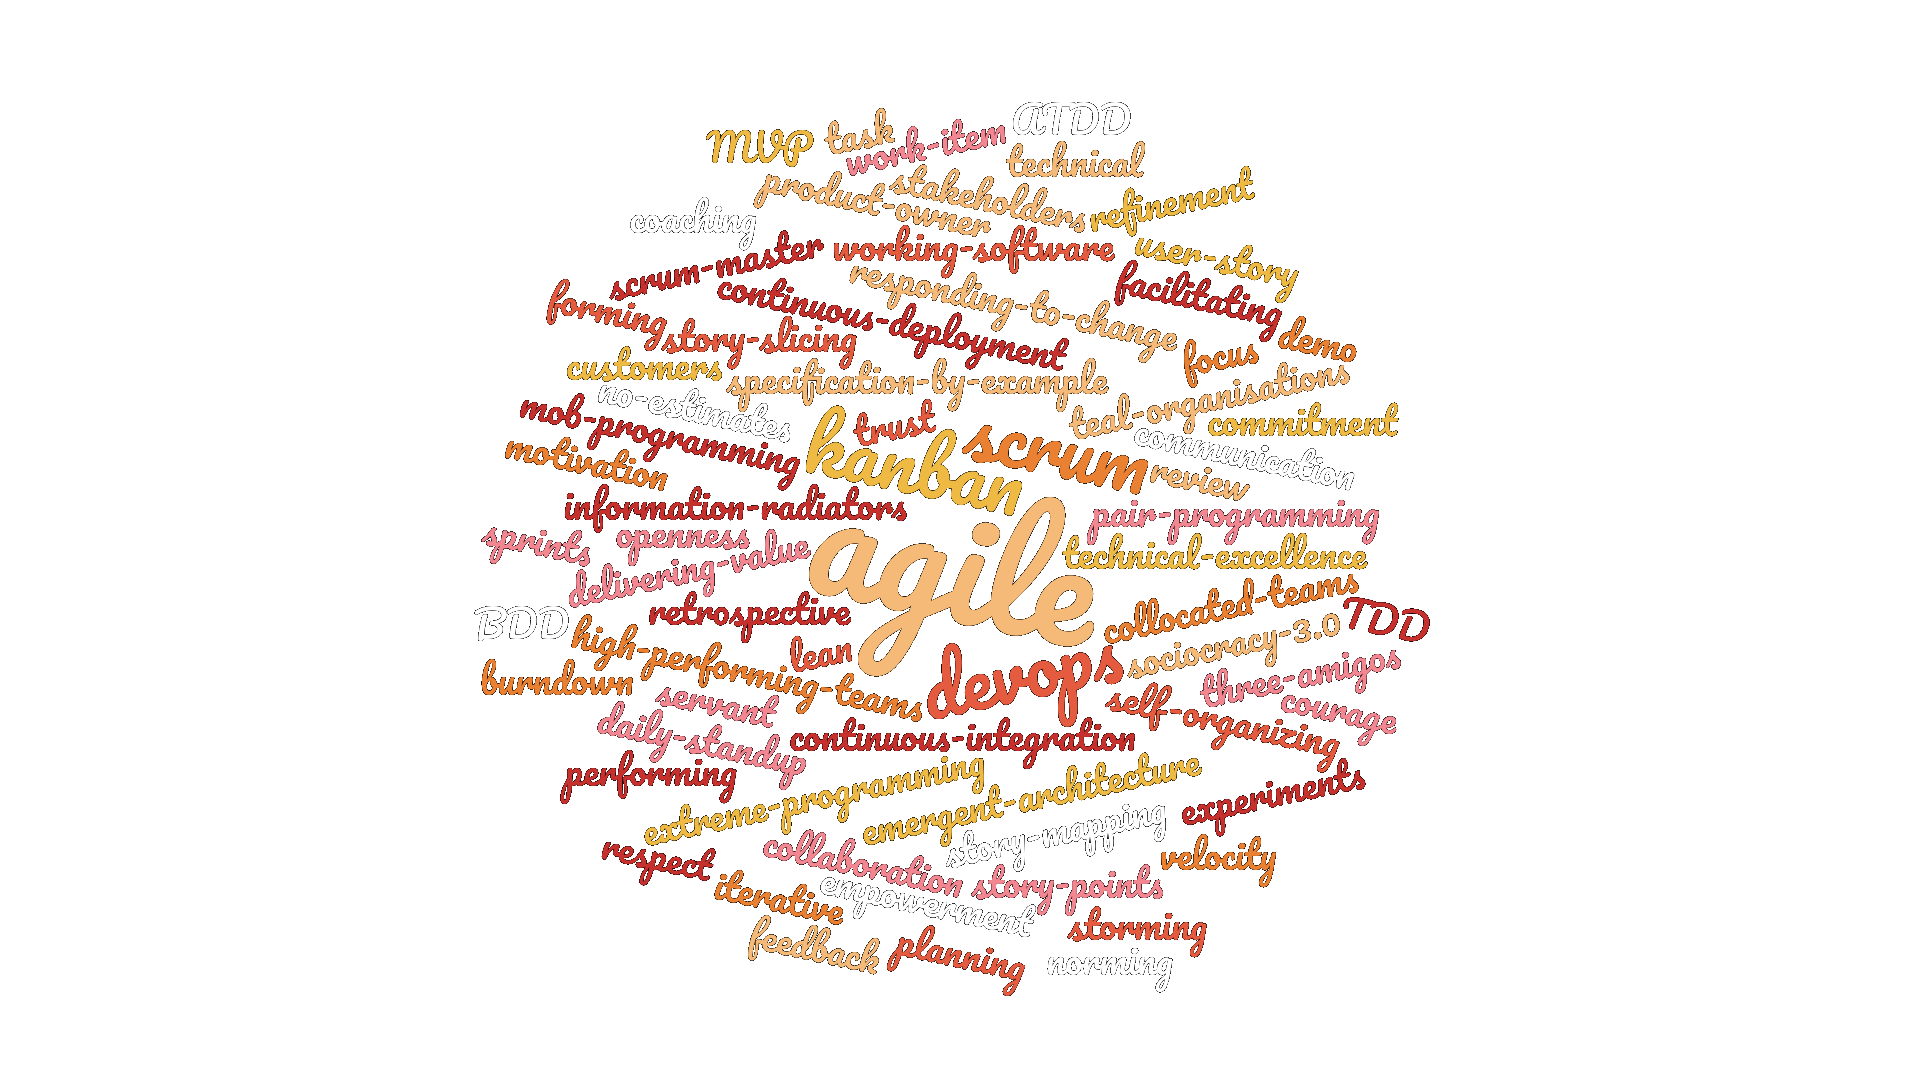 ATDD
MVP
task
work-item
technical
product-owner
stakeholders
refinement
coaching
scrum-master
working-software
user-story
responding-to-change
facilitating
continuous-deployment
forming
story-slicing
demo
focus
customers
specification-by-example
teal-organisations
no-estimates
mob-programming
trust
commitment
kanban
scrum
communication
motivation
review
information-radiators
pair-programming
sprints
openness
delivering-value
agile
technical-excellence
collocated-teams
BDD
retrospective
TDD
high-performing-teams
lean
sociocracy-3.0
burndown
devops
three-amigos
servant
self-organizing
courage
daily-standup
continuous-integration
performing
extreme-programming
emergent-architecture
experiments
story-mapping
respect
collaboration
velocity
iterative
empowerment
story-points
storming
feedback
planning
norming